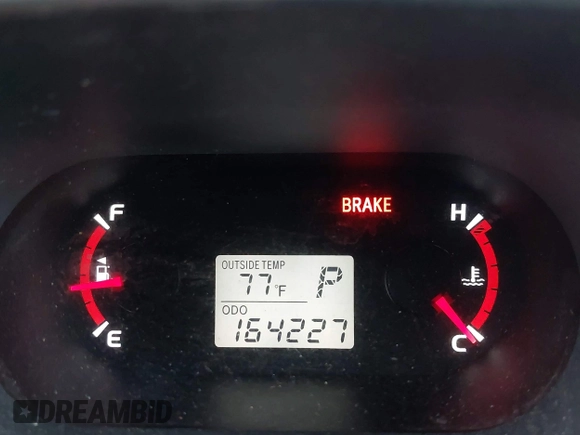 F
BRAKE
H
OUTSIDE TEMP
77°F P
ODO
164227
E
C
DREAMBID